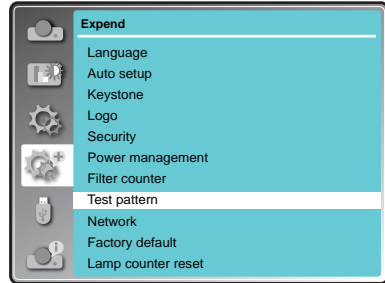 Expend
Language
Auto setup
Keystone
Logo
Security
Power management
Filter counter
Test pattern
Network
Factory default
Lamp counter reset